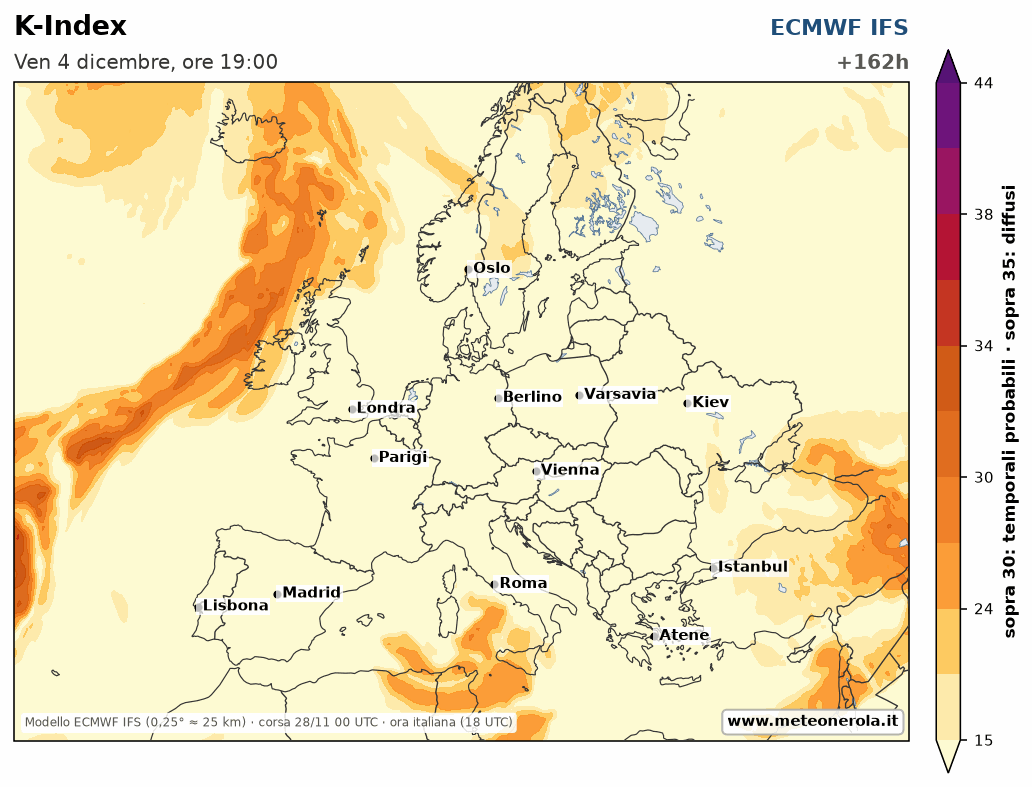 K-Index
ECMWF IFS
Ven 4 dicembre, ore 19:00
+162h
44
38
34
30
24
15
sopra 30: temporali probabili · sopra 35: diffusi
Oslo
Berlino
Varsavia
Kiev
Londra
Parigi
Vienna
Istanbul
Roma
Madrid
Lisbona
Atene
Modello ECMWF IFS (0,25° ≈ 25 km) · corsa 28/11 00 UTC · ora italiana (18 UTC)
www.meteonerola.it